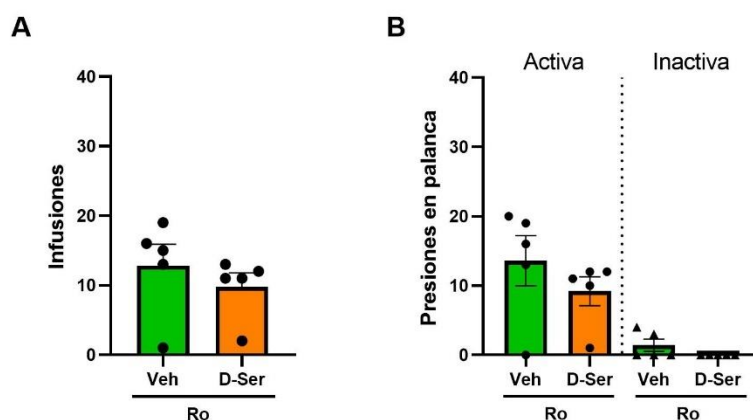 A
Infusiones
40
30
20
10
0
Veh
D-Ser
Ro
B
Activa
Inactiva
Presiones en palanca
40
30
20
10
0
Veh
D-Ser
Veh
D-Ser
Ro
Ro